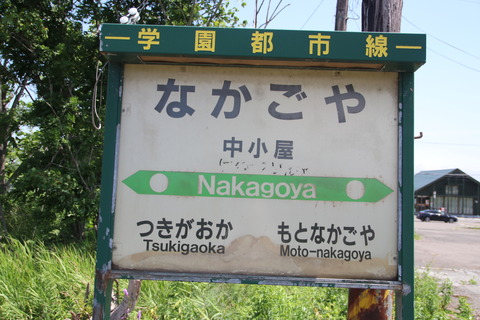 — 学園都市線 —
なかごや
中小屋
Nakagoya
つきがおか もとなかごや
Tsukigaoka Moto-nakagoya